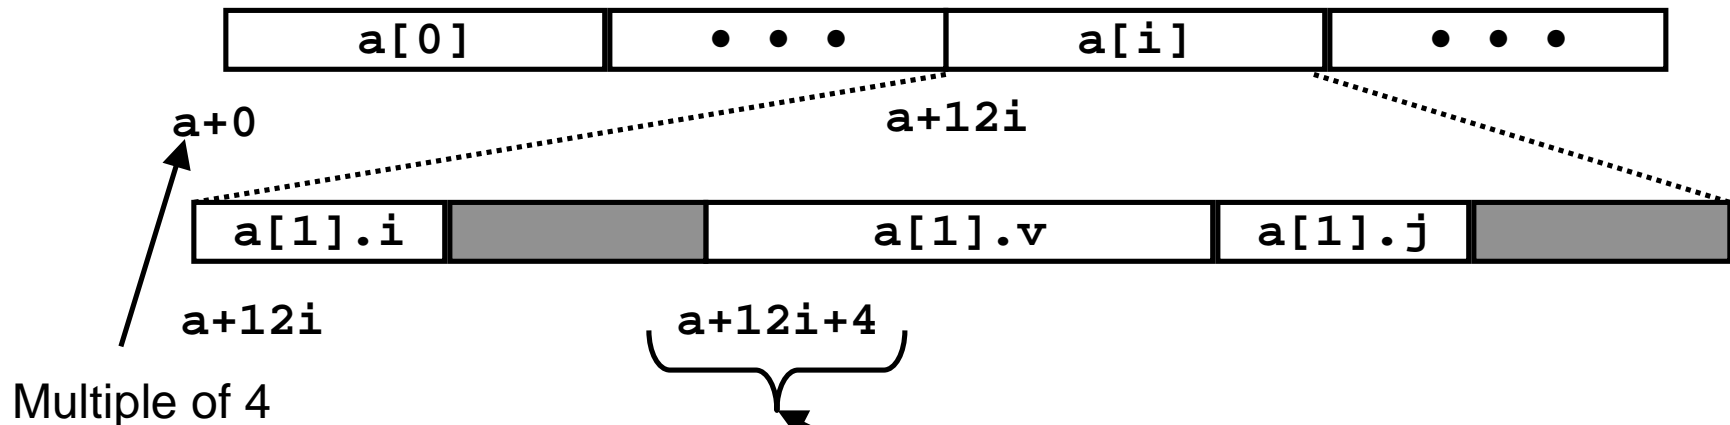 a[0] • • • a[i] • • •
a+0 a+12i
a[1].i a[1].v a[1].j
a+12i a+12i+4
Multiple of 4